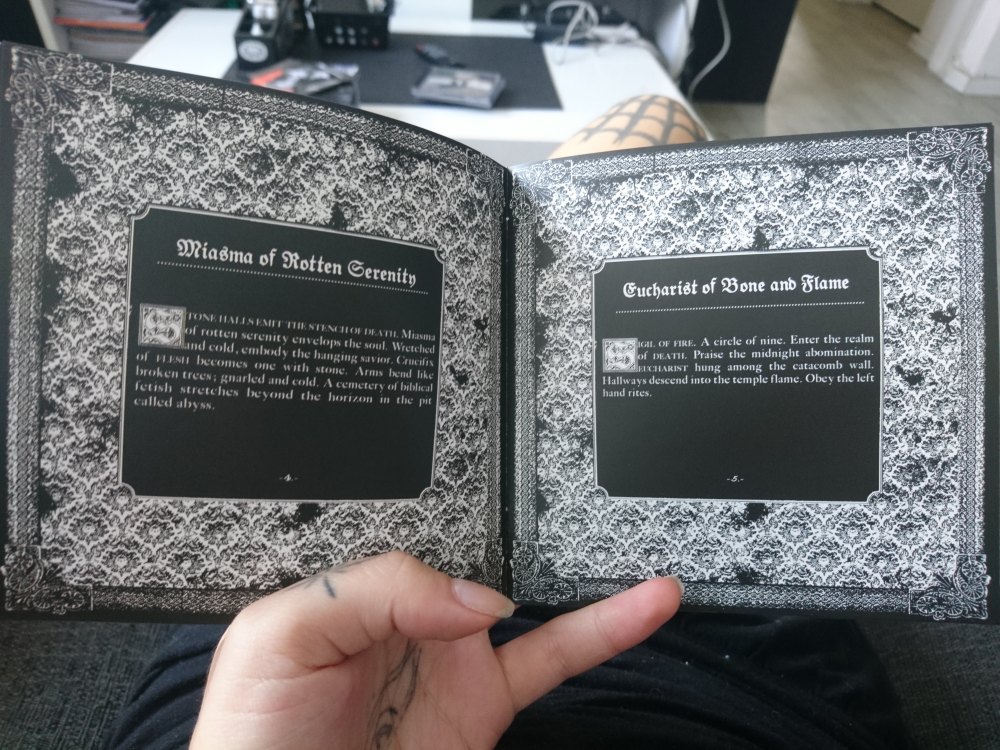 Miasma of Rotten Serenity
STONE HALLS EMIT THE STENCH OF DEATH. Miasma
of rotten serenity envelops the soul. Wretched
and cold, embody the hanging savior. Crucifix
of FLESH becomes one with stone. Arms bend like
broken trees; gnarled and cold. A cemetery of biblical
fetish stretches beyond the horizon in the pit
called abyss.
-4.-
Eucharist of Bone and Flame
SIGIL OF FIRE. A circle of nine. Enter the realm
of DEATH. Praise the midnight abomination.
EUCHARIST hung among the catacomb wall.
Hallways descend into the temple flame. Obey the left
hand rites.
-5.-